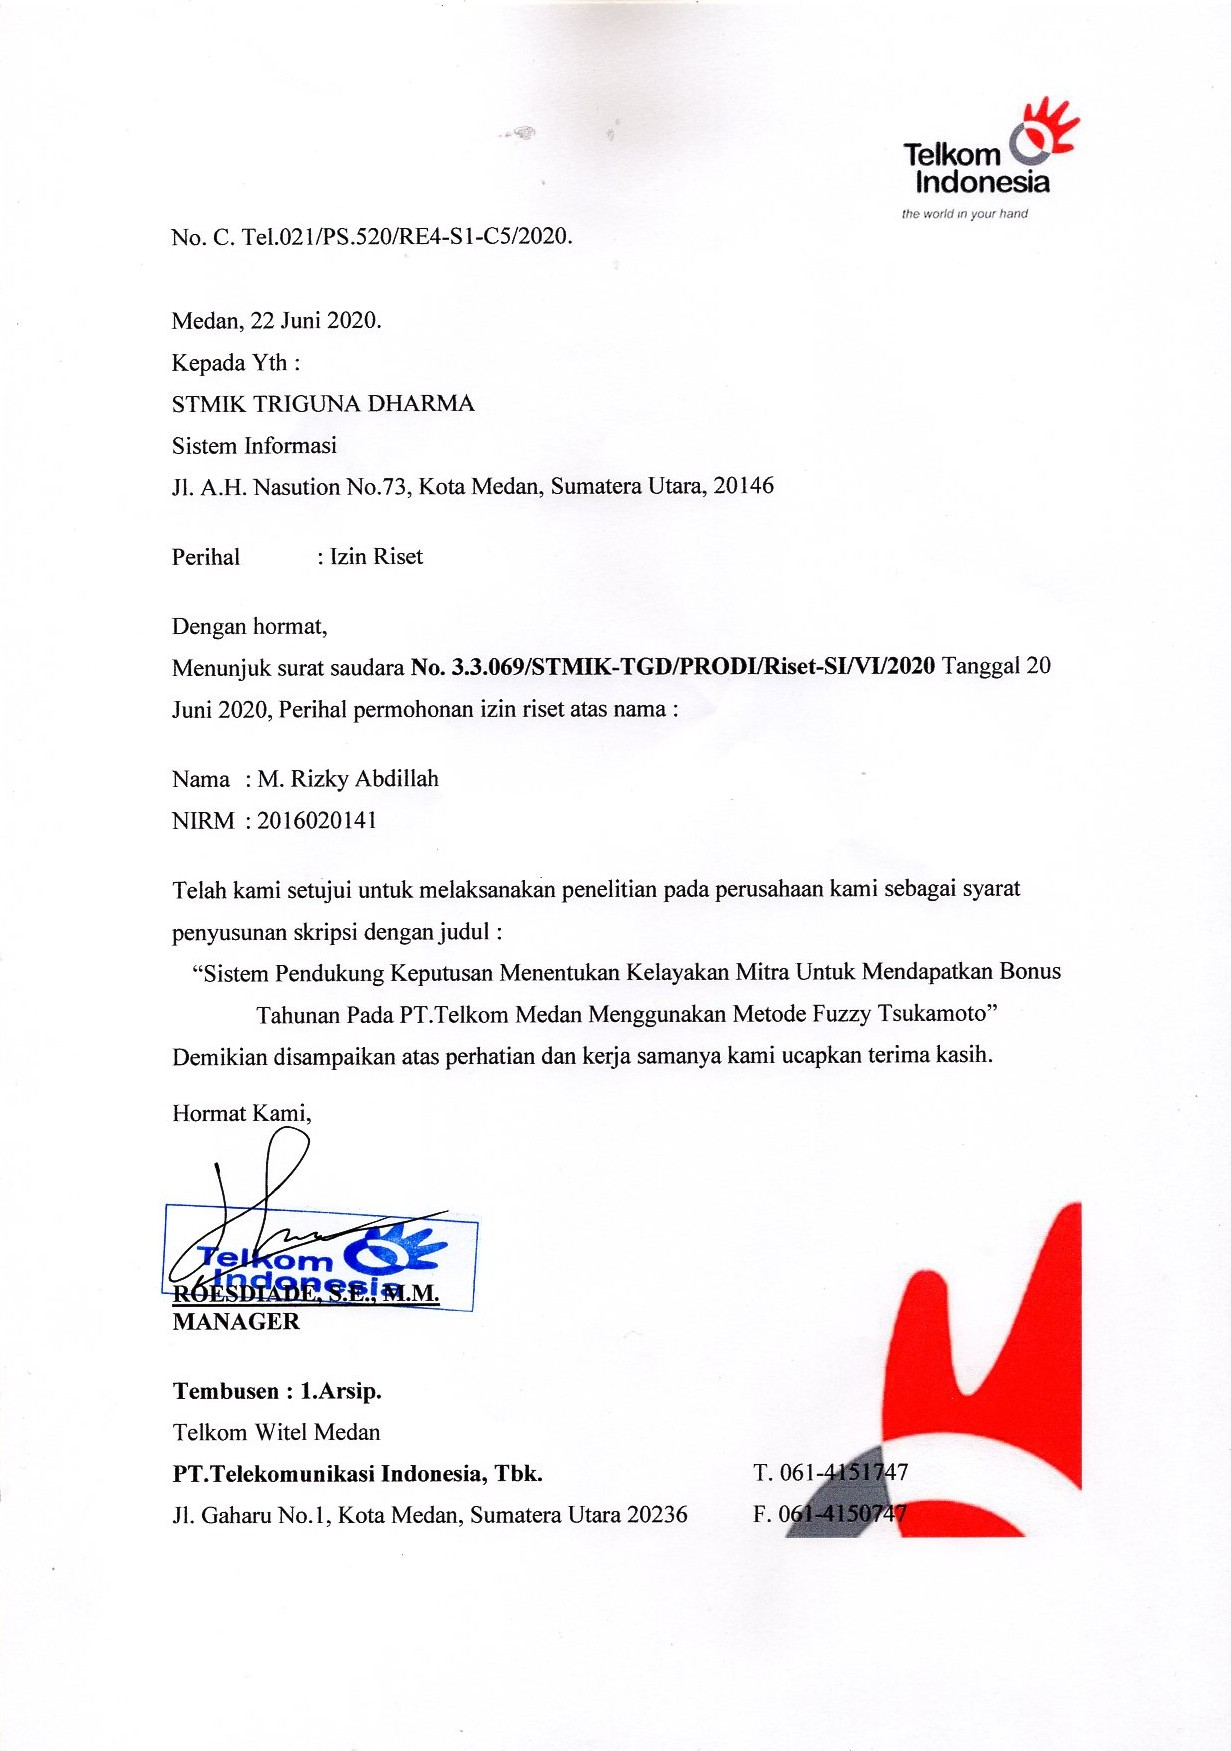 Telkom
Indonesia
the world in your hand
No. C. Tel.021/PS.520/RE4-S1-C5/2020.
Medan, 22 Juni 2020.
Kepada Yth :
STMIK TRIGUNA DHARMA
Sistem Informasi
Jl. A.H. Nasution No.73, Kota Medan, Sumatera Utara, 20146
Perihal : Izin Riset
Dengan hormat,
Menunjuk surat saudara No. 3.3.069/STMIK-TGD/PRODI/Riset-SI/VI/2020 Tanggal 20
Juni 2020, Perihal permohonan izin riset atas nama :
Nama : M. Rizky Abdillah
NIRM : 2016020141
Telah kami setujui untuk melaksanakan penelitian pada perusahaan kami sebagai syarat
penyusunan skripsi dengan judul :
“Sistem Pendukung Keputusan Menentukan Kelayakan Mitra Untuk Mendapatkan Bonus
Tahunan Pada PT.Telkom Medan Menggunakan Metode Fuzzy Tsukamoto”
Demikian disampaikan atas perhatian dan kerja samanya kami ucapkan terima kasih.
Hormat Kami,
Telkom
Indonesia
ROESDIADE, S.E., M.M.
MANAGER
Tembusen : 1.Arsip.
Telkom Witel Medan
PT.Telekomunikasi Indonesia, Tbk. T. 061-4151747
Jl. Gaharu No.1, Kota Medan, Sumatera Utara 20236 F. 061-4150747